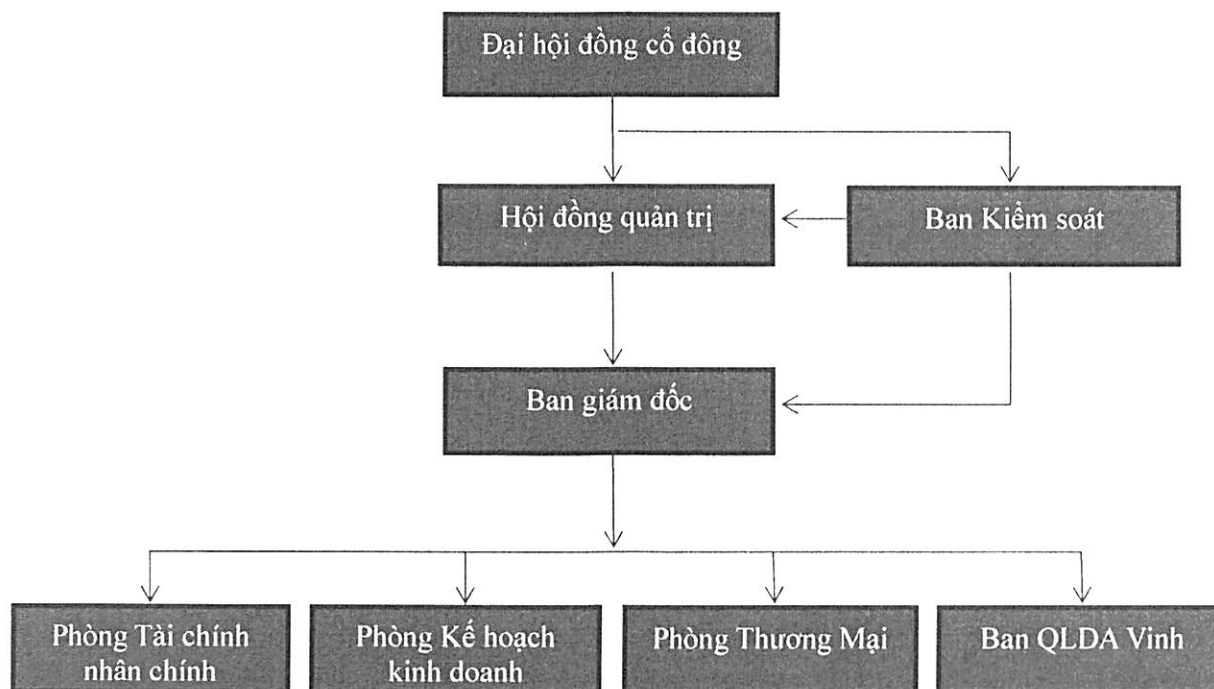 Đại hội đồng cổ đông
Hội đồng quản trị
Ban Kiểm soát
Ban giám đốc
Phòng Tài chính
nhân chính
Phòng Kế hoạch
kinh doanh
Phòng Thương Mại
Ban QLDA Vinh